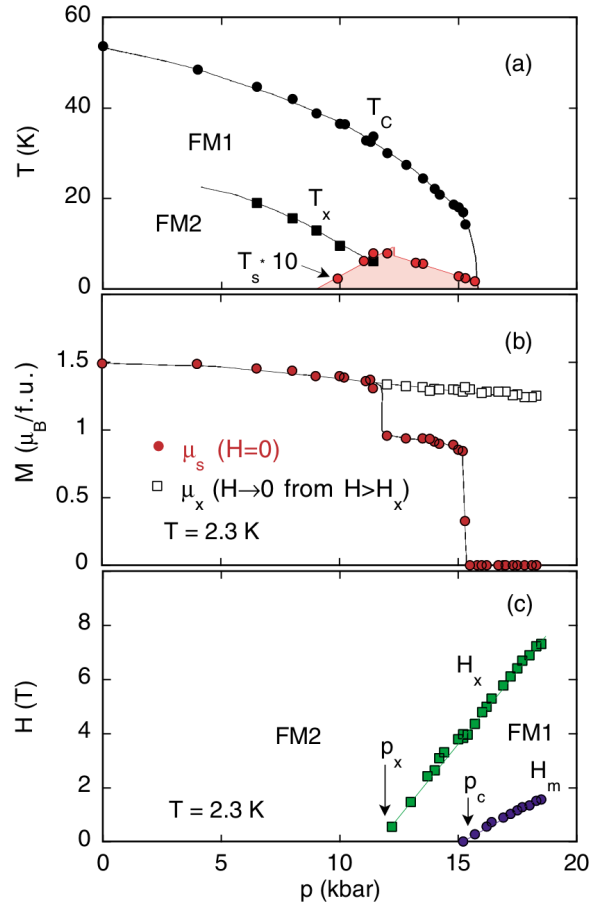 60
(a)
T_C
40
T (K)
FM1
20
T_x
FM2
T_s * 10
0
(b)
1.5
M (μ_B/f.u.)
1
μ_s (H=0)
0.5
μ_x (H→0 from H>H_x)
T = 2.3 K
0
(c)
8
H_x
6
H (T)
FM2
FM1
4
p_x
H_m
p_c
2
T = 2.3 K
0
0 5 10 15 20
p (kbar)